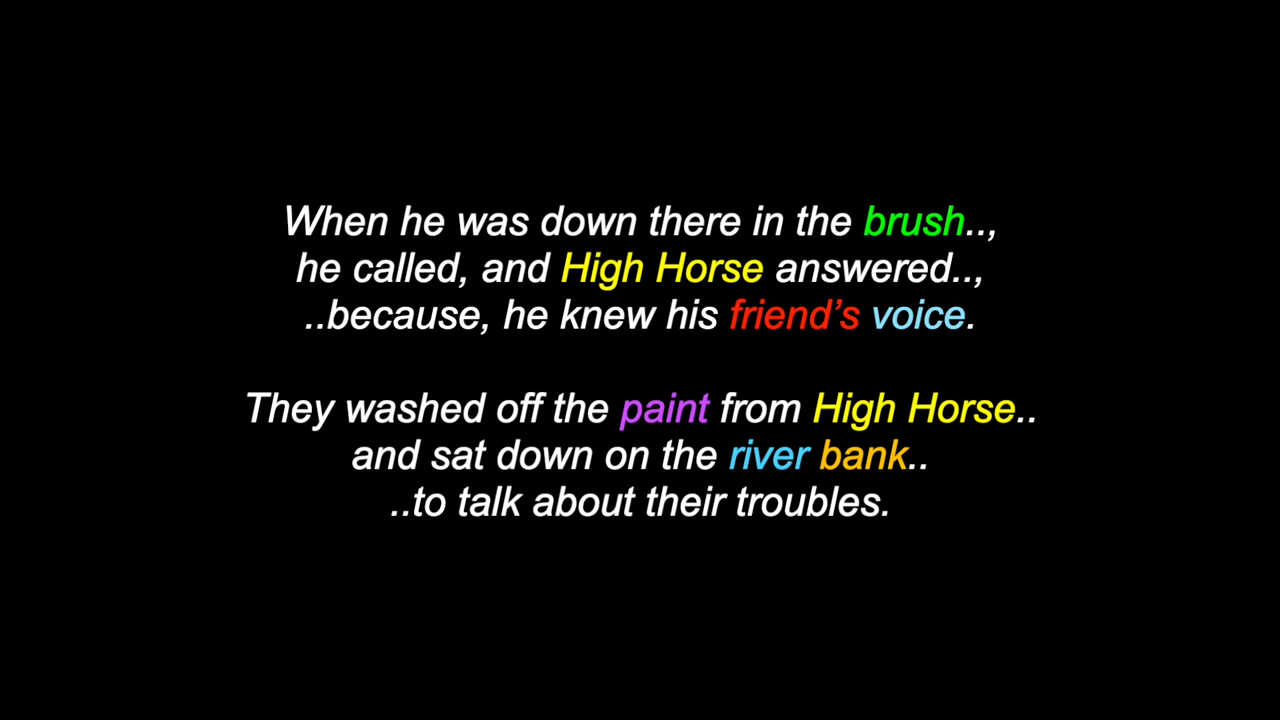 When he was down there in the brush..,
he called, and High Horse answered..,
..because, he knew his friend’s voice.
They washed off the paint from High Horse..
and sat down on the river bank..
..to talk about their troubles.